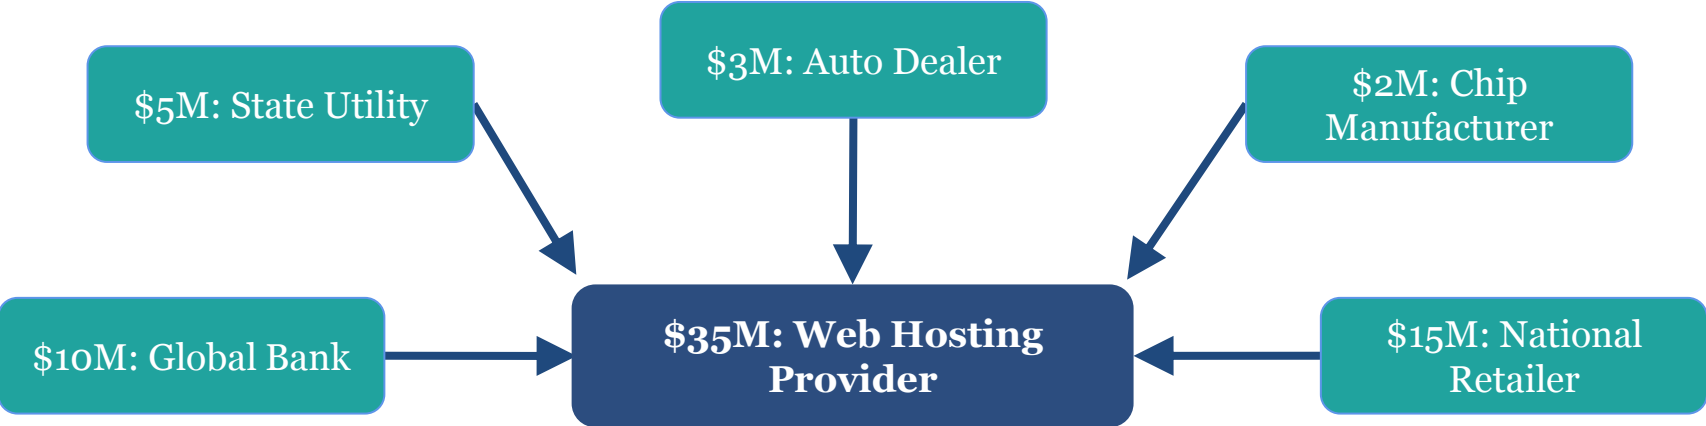 $3M: Auto Dealer
$5M: State Utility
$2M: Chip
Manufacturer
$10M: Global Bank
$35M: Web Hosting
Provider
$15M: National
Retailer